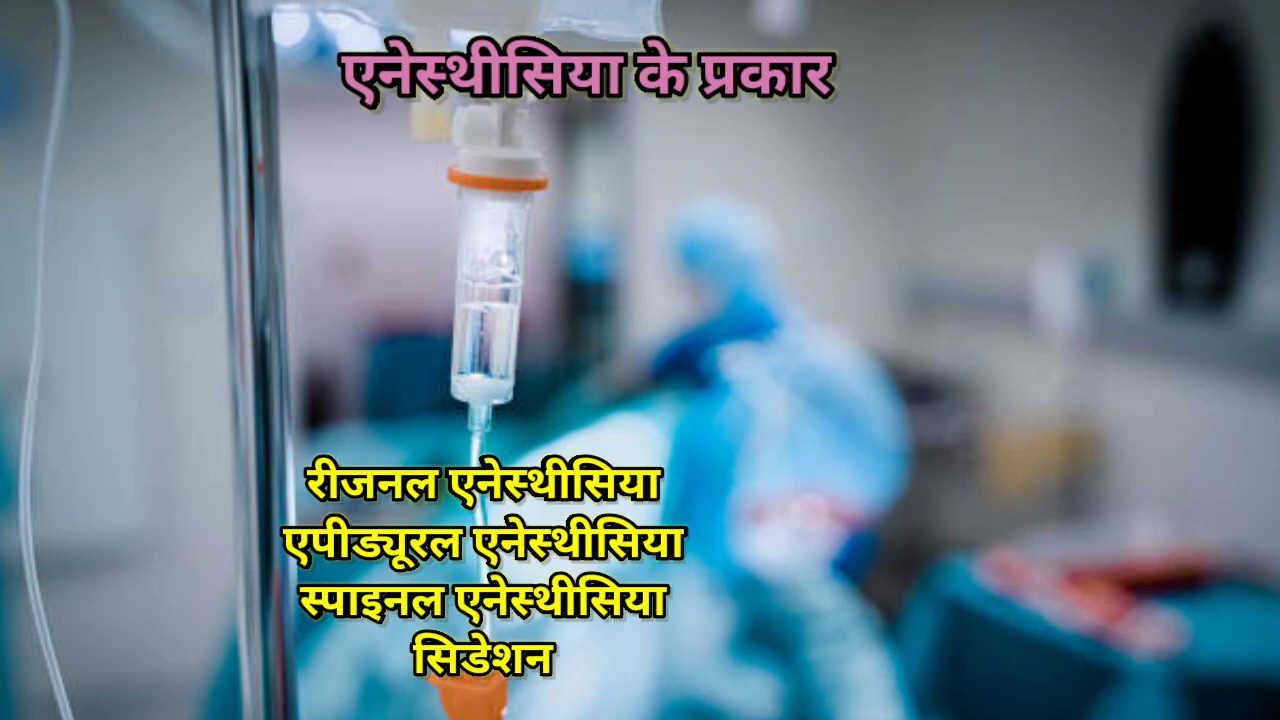 एनेस्थीसिया के प्रकार
रीजनल एनेस्थीसिया
एपीड्यूरल एनेस्थीसिया
स्पाइनल एनेस्थीसिया
सिडेशन